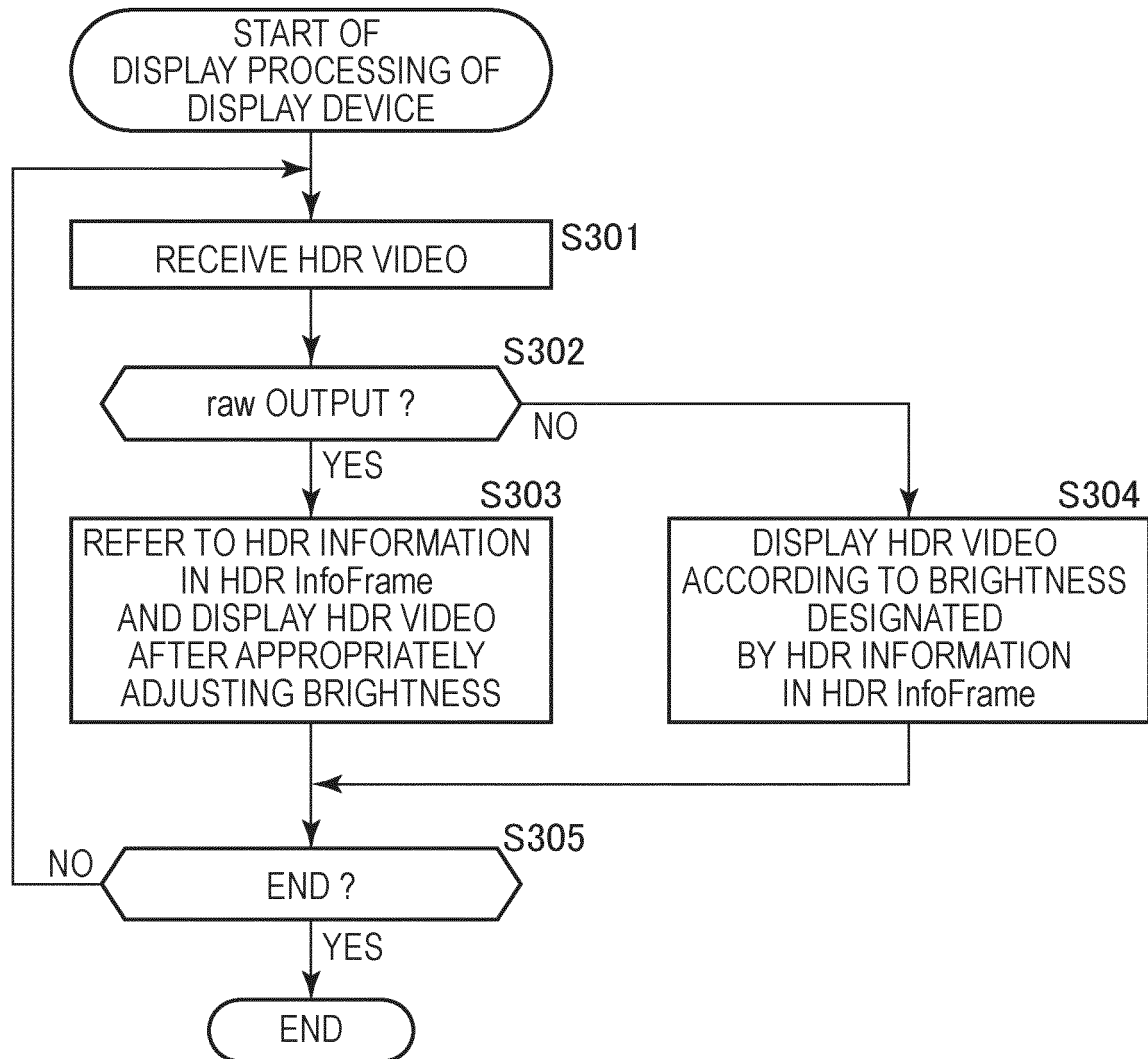 START OF
DISPLAY PROCESSING OF
DISPLAY DEVICE
S301
RECEIVE HDR VIDEO
S302
raw OUTPUT ?
NO
YES
S303
REFER TO HDR INFORMATION
IN HDR InfoFrame
AND DISPLAY HDR VIDEO
AFTER APPROPRIATELY
ADJUSTING BRIGHTNESS
S304
DISPLAY HDR VIDEO
ACCORDING TO BRIGHTNESS
DESIGNATED
BY HDR INFORMATION
IN HDR InfoFrame
S305
NO
END ?
YES
END